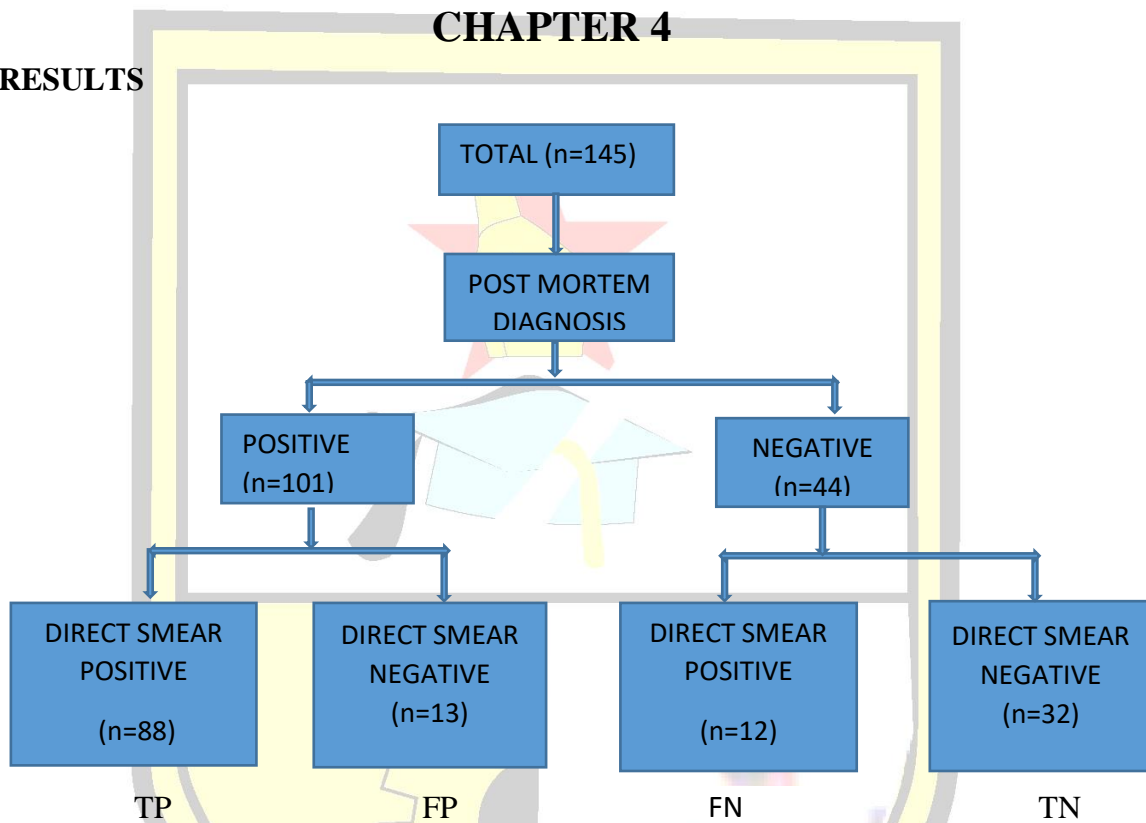 CHAPTER 4
RESULTS
TOTAL (n=145)
POST MORTEM
DIAGNOSIS
POSITIVE
(n=101)
NEGATIVE
(n=44)
DIRECT SMEAR
POSITIVE
(n=88)
DIRECT SMEAR
NEGATIVE
(n=13)
DIRECT SMEAR
POSITIVE
(n=12)
DIRECT SMEAR
NEGATIVE
(n=32)
TP
FP
FN
TN